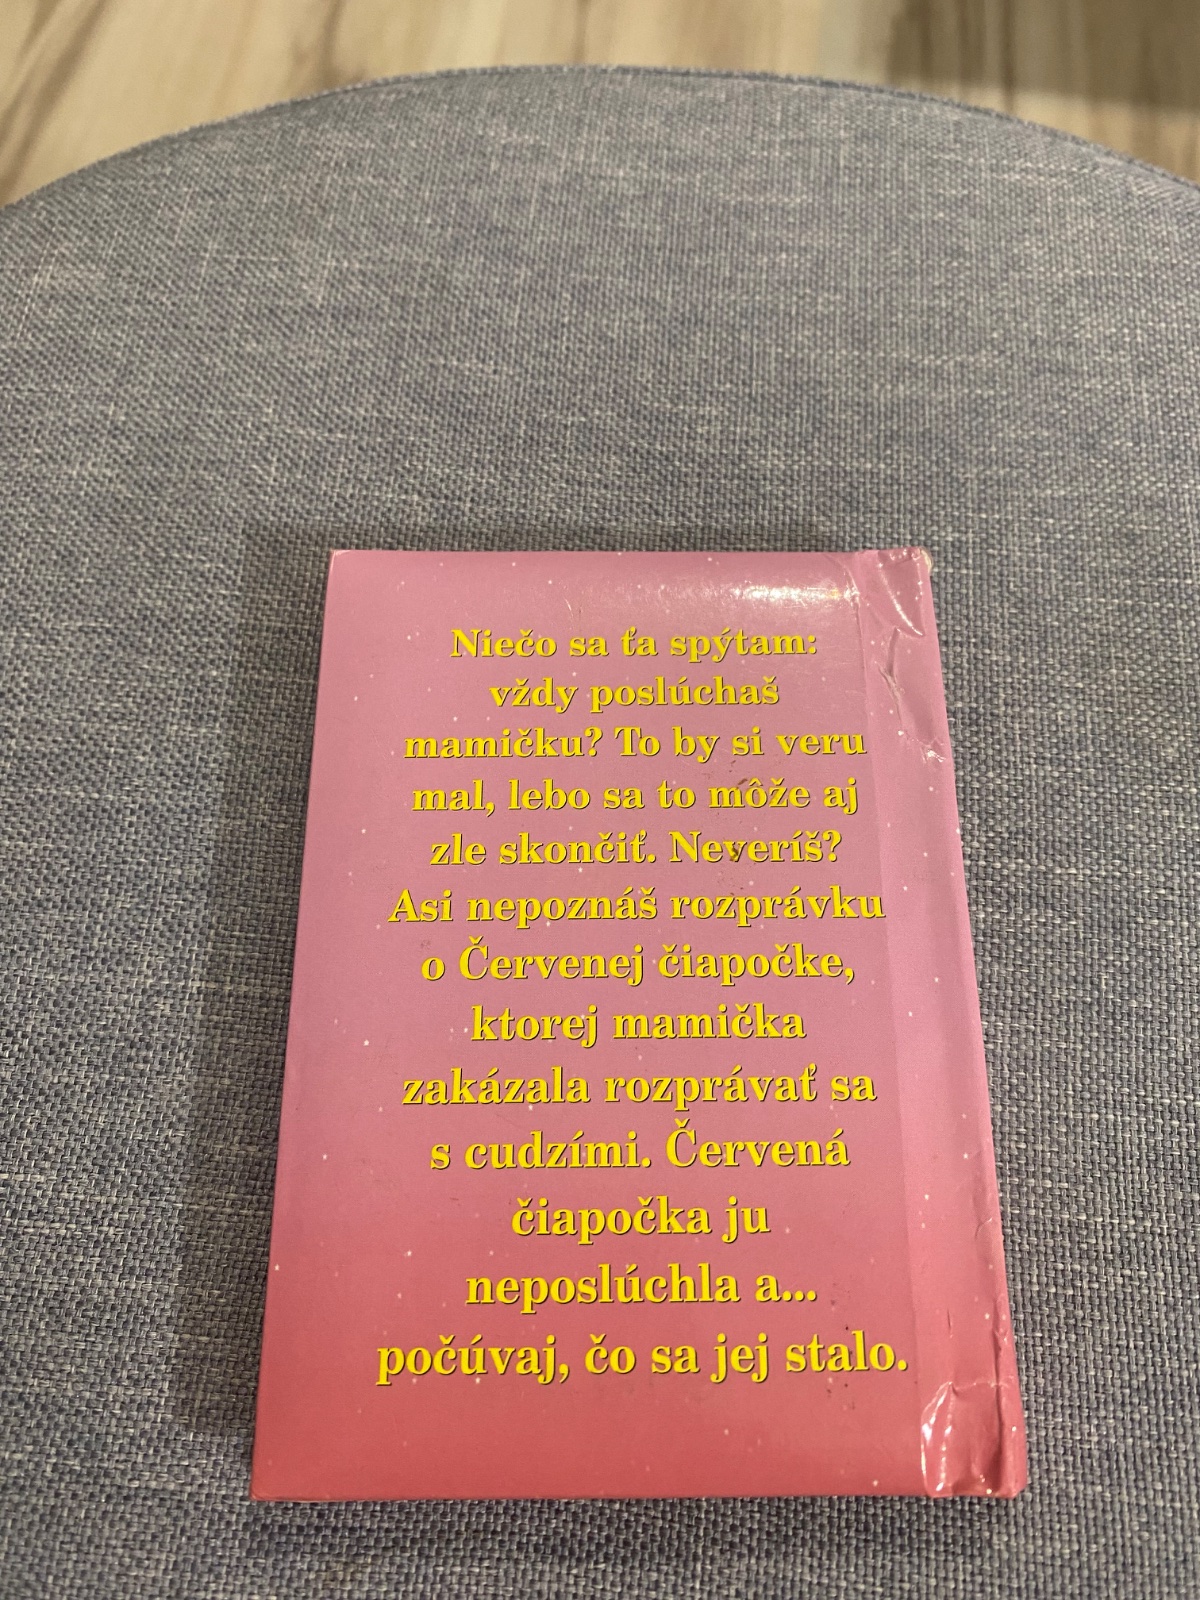 Niečo sa ťa spýtam:
vždy poslúchaš
mamičku? To by si veru
mal, lebo sa to môže aj
zle skončiť. Neveríš?
Asi nepoznáš rozprávku
o Červenej čiapočke,
ktorej mamička
zakázala rozprávať sa
s cudzími. Červená
čiapočka ju
neposlúchla a...
počúvaj, čo sa jej stalo.